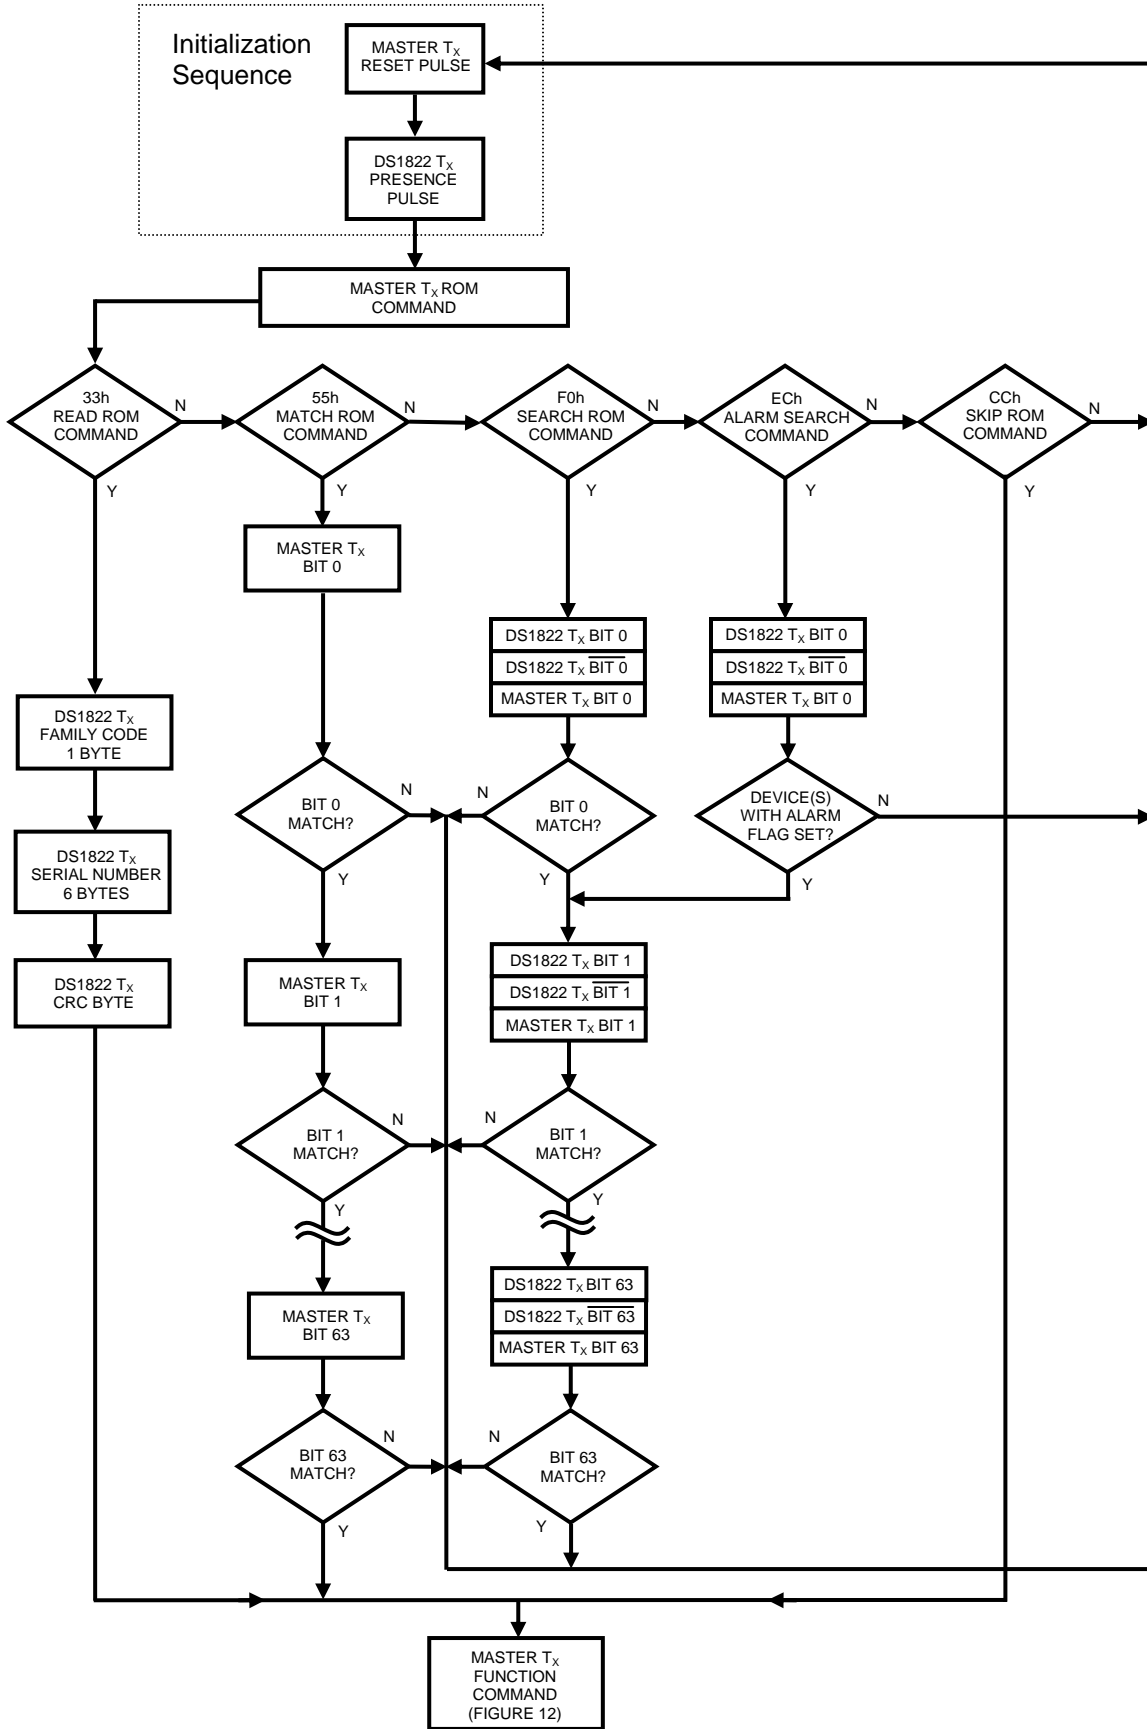 Initialization
Sequence
MASTER TX
RESET PULSE
DS1822 TX
PRESENCE
PULSE
MASTER TX ROM
COMMAND
33h
READ ROM
COMMAND
N
Y
55h
MATCH ROM
COMMAND
N
Y
F0h
SEARCH ROM
COMMAND
N
Y
ECh
ALARM SEARCH
COMMAND
N
Y
CCh
SKIP ROM
COMMAND
N
Y
MASTER TX
BIT 0
DS1822 TX BIT 0
DS1822 TX BIT 0
MASTER TX BIT 0
DS1822 TX BIT 0
DS1822 TX BIT 0
MASTER TX BIT 0
DS1822 TX
FAMILY CODE
1 BYTE
BIT 0
MATCH?
N
Y
N
BIT 0
MATCH?
Y
DEVICE(S)
WITH ALARM
FLAG SET?
N
Y
DS1822 TX
SERIAL NUMBER
6 BYTES
DS1822 TX
CRC BYTE
MASTER TX
BIT 1
DS1822 TX BIT 1
DS1822 TX BIT 1
MASTER TX BIT 1
BIT 1
MATCH?
N
Y
N
BIT 1
MATCH?
Y
MASTER TX
BIT 63
DS1822 TX BIT 63
DS1822 TX BIT 63
MASTER TX BIT 63
BIT 63
MATCH?
N
Y
N
BIT 63
MATCH?
Y
MASTER TX
FUNCTION
COMMAND
(FIGURE 12)